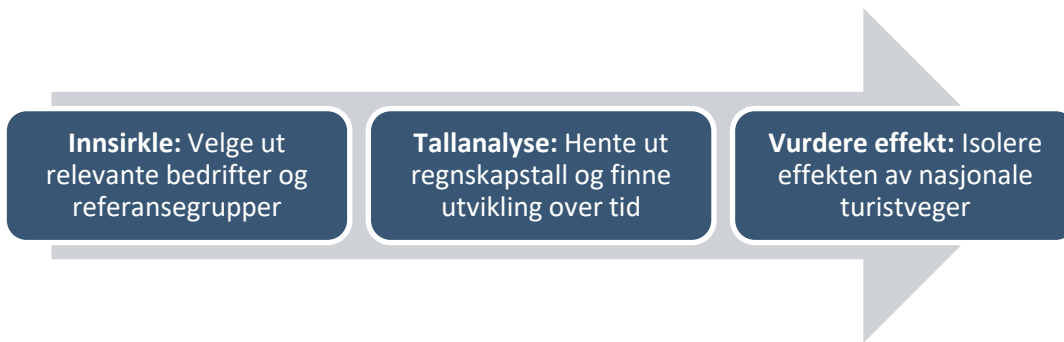 Innsirkle: Velge ut
relevante bedrifter og
referansegrupper
Tallanalyse: Hente ut
regnskapstall og finne
utvikling over tid
Vurdere effekt: Isolere
effekten av nasjonale
turistveger